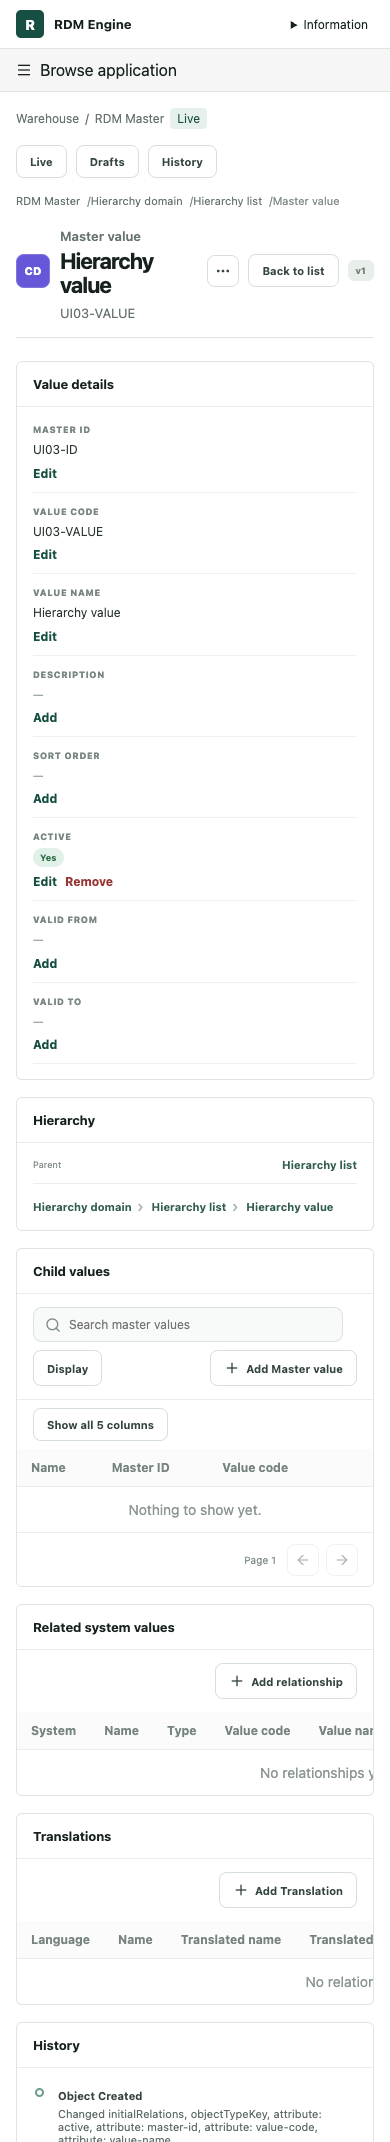 R RDM Engine ▶ Information
☰ Browse application
Warehouse / RDM Master Live
Live Drafts History
RDM Master /Hierarchy domain /Hierarchy list /Master value
Master value
CD Hierarchy value ••• Back to list v1
UI03-VALUE
Value details
MASTER ID
UI03-ID
Edit
VALUE CODE
UI03-VALUE
Edit
VALUE NAME
Hierarchy value
Edit
DESCRIPTION
—
Add
SORT ORDER
—
Add
ACTIVE
Yes
Edit Remove
VALID FROM
—
Add
VALID TO
—
Add
Hierarchy
Parent Hierarchy list
Hierarchy domain › Hierarchy list › Hierarchy value
Child values
Search master values
Display + Add Master value
Show all 5 columns
Name Master ID Value code
Nothing to show yet.
Page 1 ← →
Related system values
+ Add relationship
System Name Type Value code Value nar
No relationships y
Translations
+ Add Translation
Language Name Translated name Translated
No relation
History
Object Created
Changed initialRelations, objectTypeKey, attribute:
active, attribute: master-id, attribute: value-code,
attribute: value-name